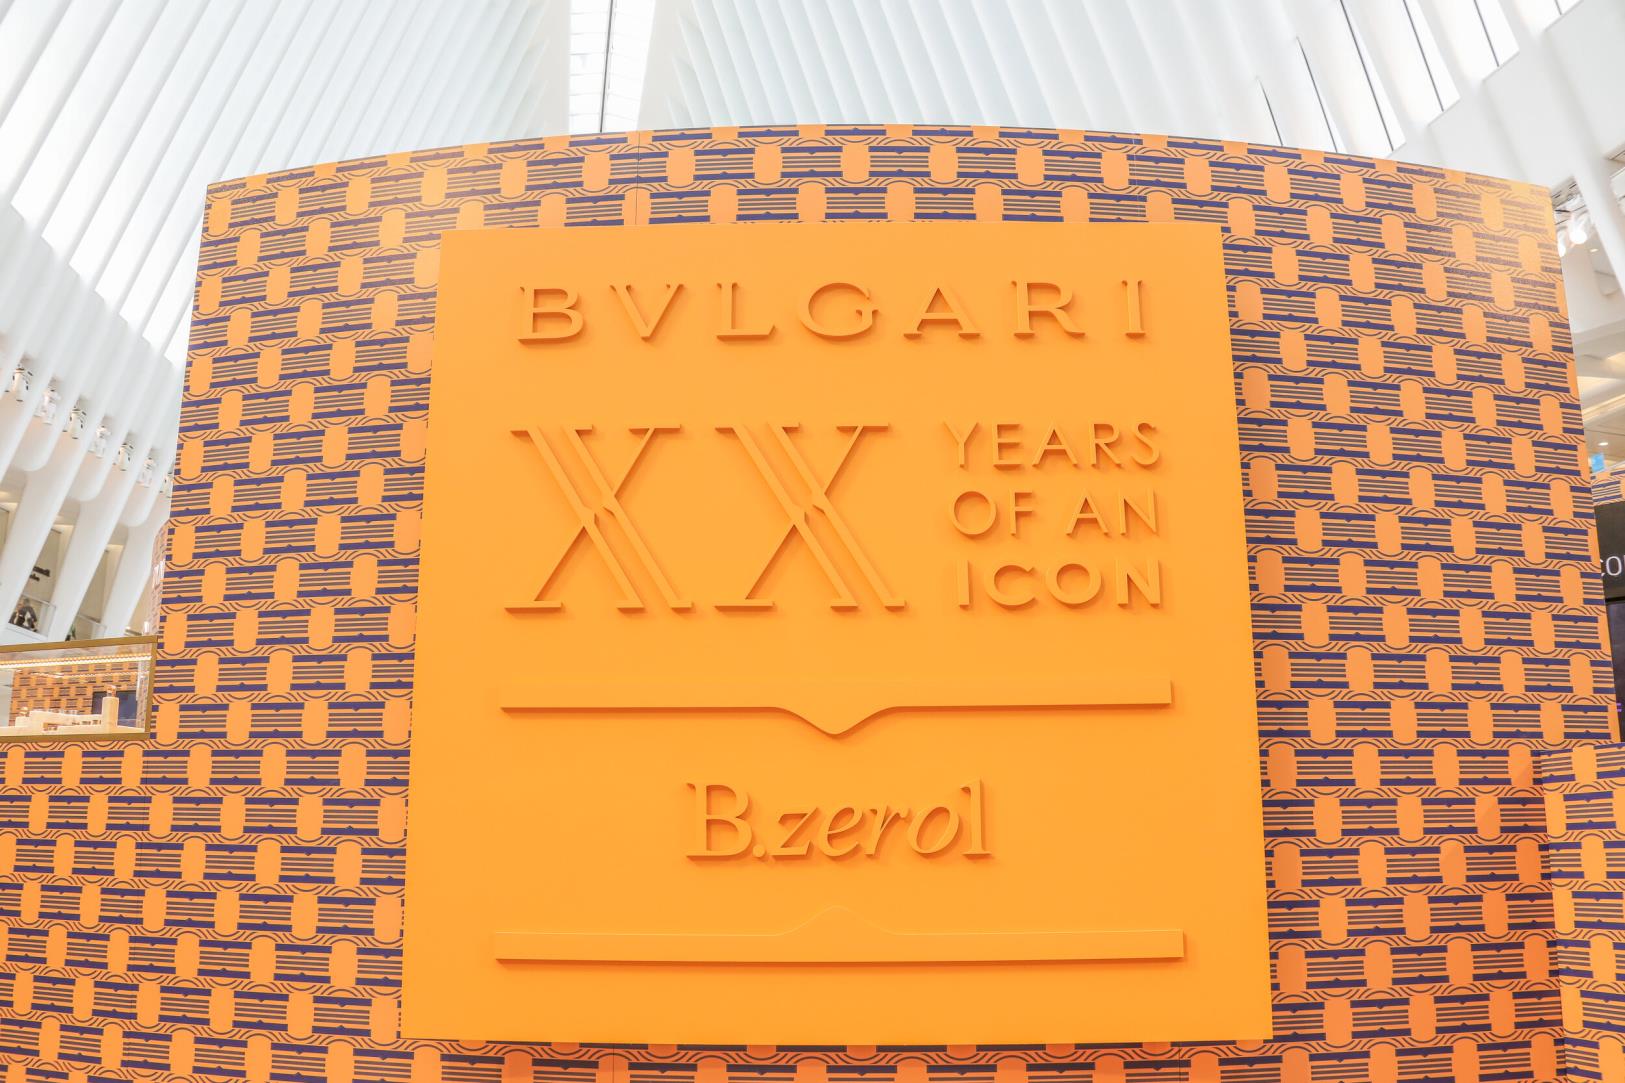 BVLGARI
XX
YEARS
OF AN
ICON
B.zero1